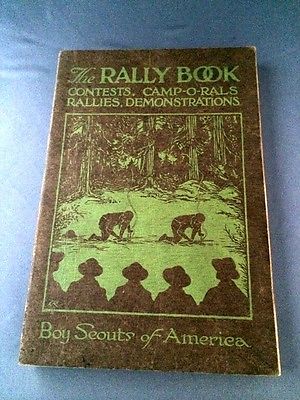 The RALLY BOOK
CONTESTS, CAMP-O-RALS
RALLIES, DEMONSTRATIONS
Boy Scouts of America